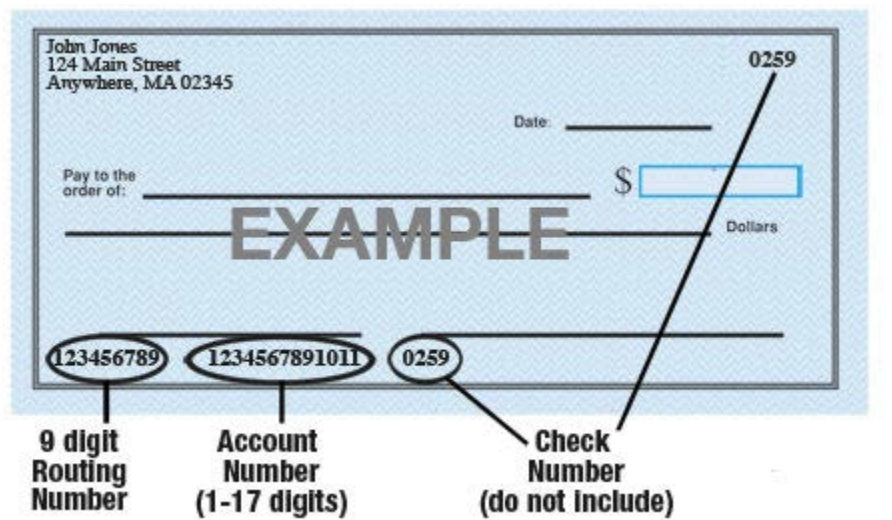 John Jones
124 Main Street
Anywhere, MA 02345
0259
Date:
Pay to the
order of:
$
EXAMPLE
Dollars
123456789
1234567891011
0259
9 digit
Routing
Number
Account
Number
(1-17 digits)
Check
Number
(do not include)